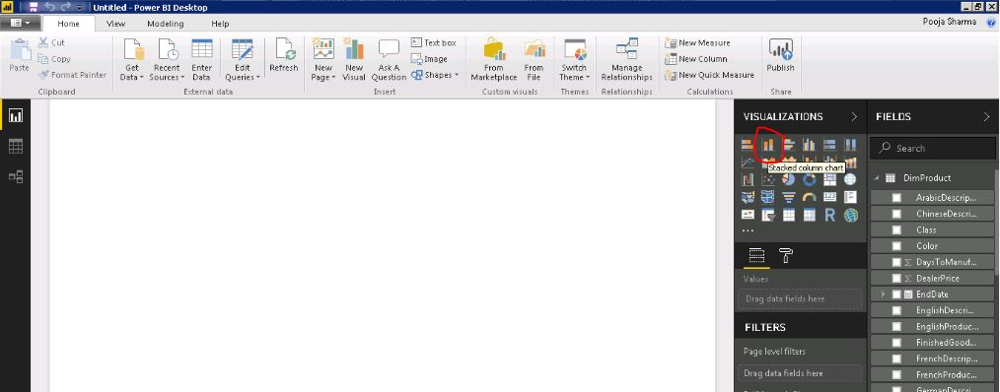 Untitled - Power BI Desktop
Home View Modeling Help
Pooja Sharma
Paste
Cut
Copy
Format Painter
Clipboard
Get Data
Recent Sources
Enter Data
Edit Queries
External data
Refresh
New Page
New Visual
Ask A Question
Text box
Image
Shapes
Insert
From Marketplace
From File
Custom visuals
Switch Theme
Themes
Manage Relationships
Relationships
New Measure
New Column
New Quick Measure
Calculations
Publish
Share
VISUALIZATIONS
Stacked column chart
123
R
...
Values
Drag data fields here
FILTERS
Page level filters
Drag data fields here
FIELDS
Search
DimProduct
ArabicDescrip...
ChineseDescri...
Class
Color
Σ DaysToManuf...
Σ DealerPrice
EndDate
EnglishDescri...
EnglishProduc...
FinishedGood...
FrenchDescrip...
FrenchProduc...
GermanDescri...